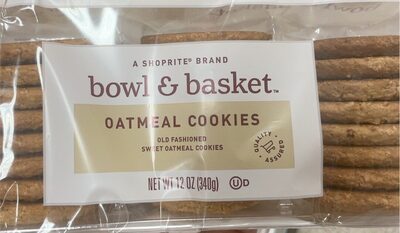 A SHOPRITE® BRAND
bowl & basket™
OATMEAL COOKIES
OLD FASHIONED
SWEET OATMEAL COOKIES
QUALITY ASSURED
NET WT 12 OZ (340g)
U D